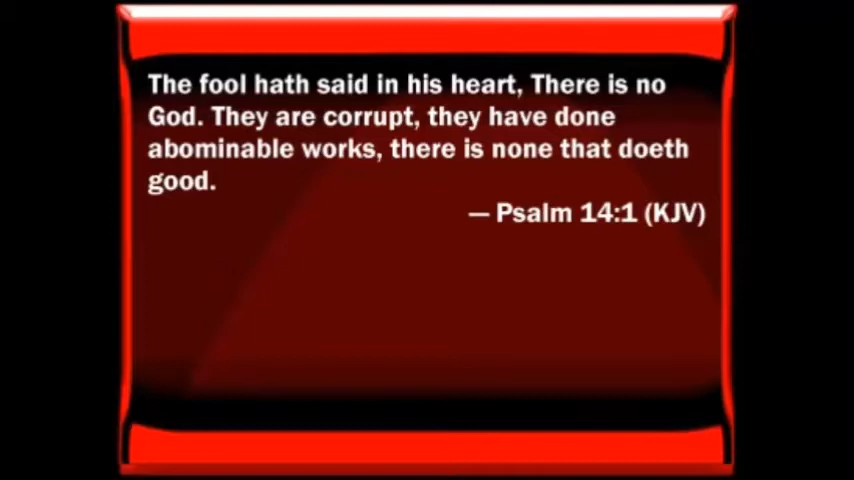 The fool hath said in his heart, There is no
God. They are corrupt, they have done
abominable works, there is none that doeth
good.
— Psalm 14:1 (KJV)